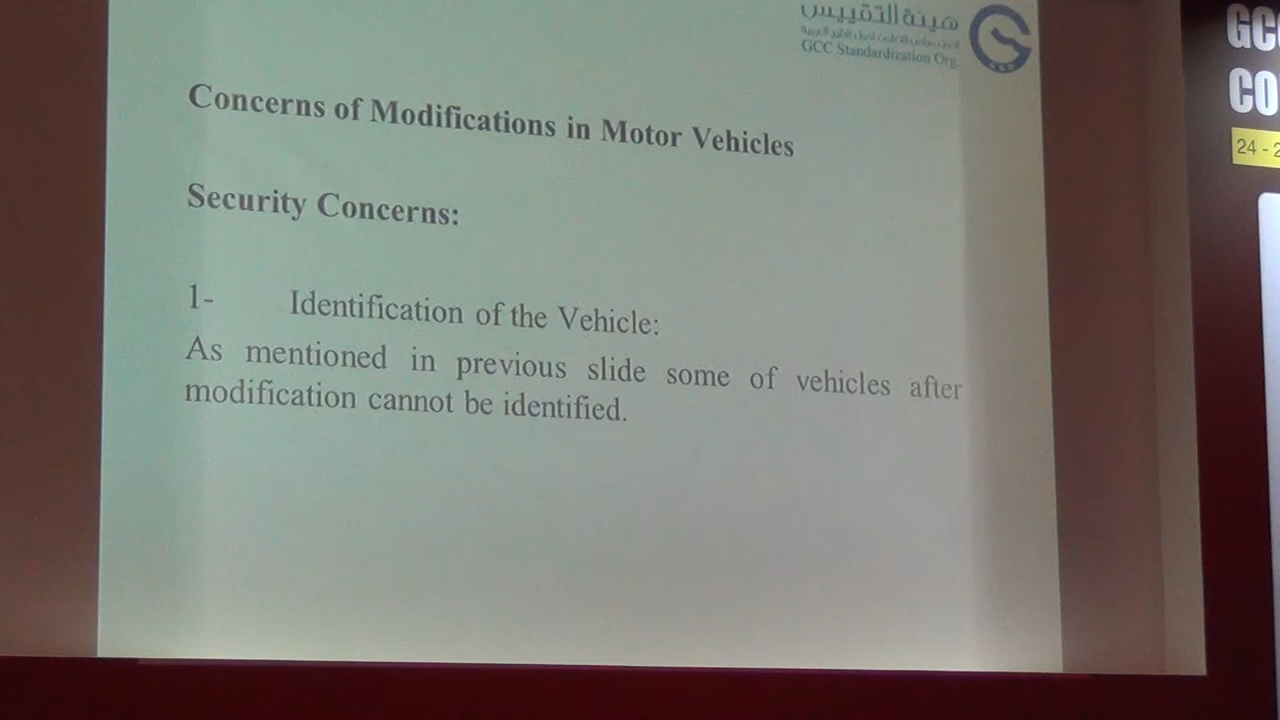 هيئة التقييس
GCC Standardization Org.
Concerns of Modifications in Motor Vehicles
Security Concerns:
1- Identification of the Vehicle:
As mentioned in previous slide some of vehicles after
modification cannot be identified.
GC
CO
24 - 2